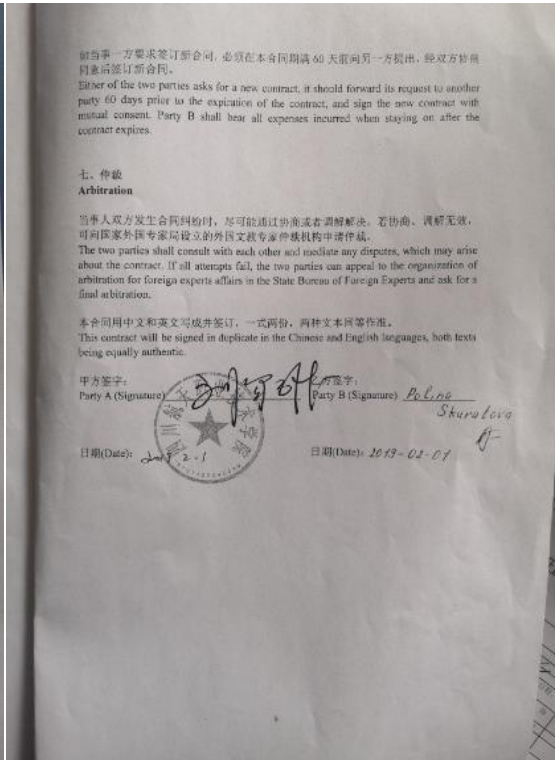 如当事一方要求签订新合同，必须在本合同期满 60 天前向另一方提出，经双方协商
同意后签订新合同。
Either of the two parties asks for a new contract, it should forward its request to another
party 60 days prior to the expiration of the contract, and sign the new contract with
mutual consent. Party B shall bear all expenses incurred when staying on after the
contract expires.
七、仲裁
Arbitration
当事人双方发生合同纠纷时，尽可能通过协商或者调解解决。若协商、调解无效，
可向国家外国专家局设立的外国文教专家仲裁机构申请仲裁。
The two parties shall consult with each other and mediate any disputes, which may arise
about the contract. If all attempts fail, the two parties can appeal to the organization of
arbitration for foreign experts affairs in the State Bureau of Foreign Experts and ask for a
final arbitration.
本合同用中文和英文写成并签订，一式两份，两种文本同等作准。
This contract will be signed in duplicate in the Chinese and English languages, both texts
being equally authentic.
甲方签字：
Party A (Signature)
乙方签字：
Party B (Signature) Polina
Skuratova
日期(Date): 2019.2.1
日期(Date): 2019-02-01